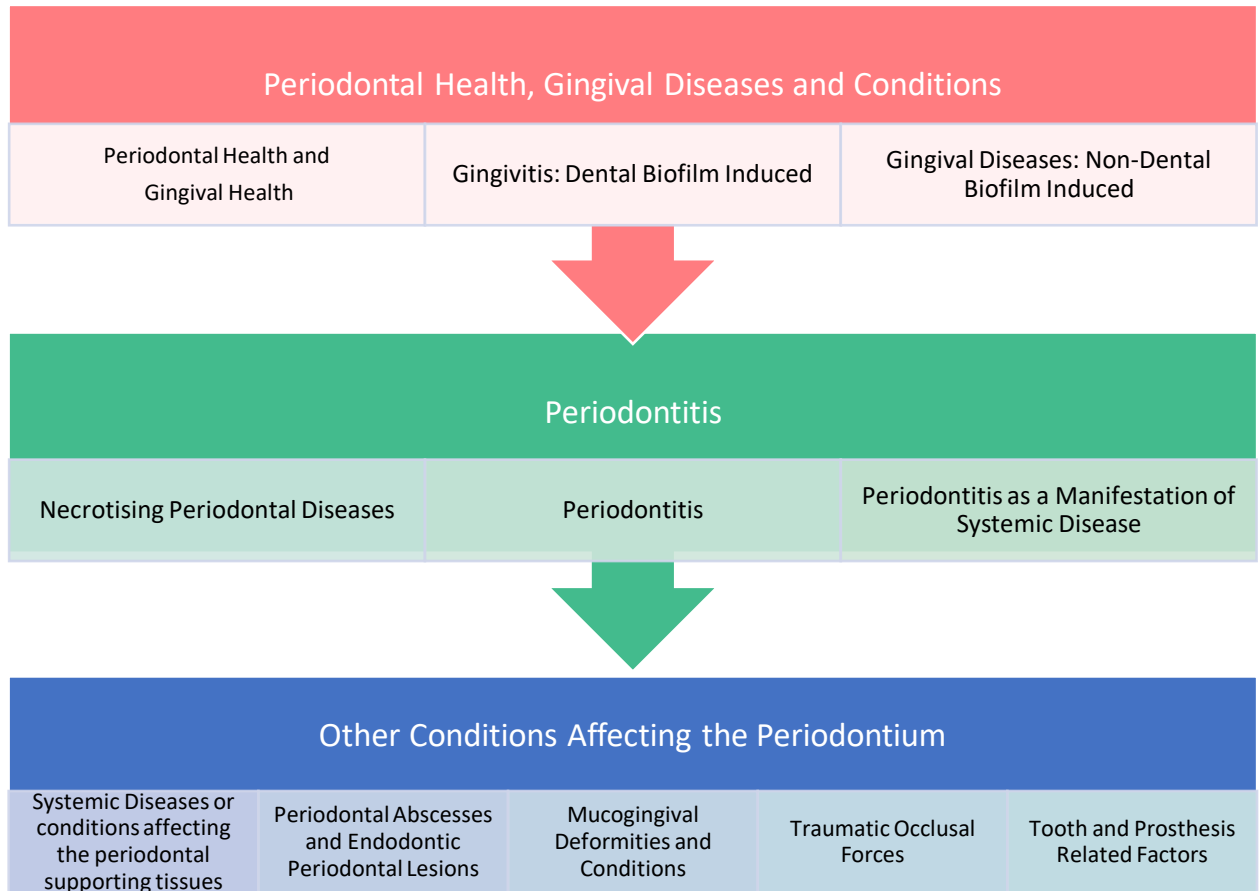 Periodontal Health, Gingival Diseases and Conditions
Periodontal Health and
Gingival Health
Gingivitis: Dental Biofilm Induced
Gingival Diseases: Non-Dental
Biofilm Induced
Periodontitis
Necrotising Periodontal Diseases
Periodontitis
Periodontitis as a Manifestation of
Systemic Disease
Other Conditions Affecting the Periodontium
Systemic Diseases or
conditions affecting
the periodontal
supporting tissues
Periodontal Abscesses
and Endodontic
Periodontal Lesions
Mucogingival
Deformities and
Conditions
Traumatic Occlusal
Forces
Tooth and Prosthesis
Related Factors